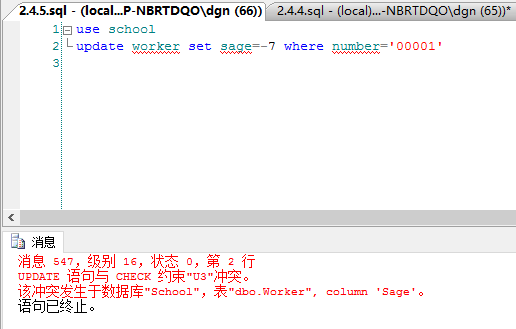 2.4.5.sql - (local...P-NBRTDQO\dgn (66)) 2.4.4.sql - (local)...-NBRTDQO\dgn (65))*
1 use school
2 update worker set sage=-7 where number='00001'
3
消息
消息 547，级别 16，状态 0，第 2 行
UPDATE 语句与 CHECK 约束"U3"冲突。
该冲突发生于数据库"School"，表"dbo.Worker", column 'Sage'。
语句已终止。